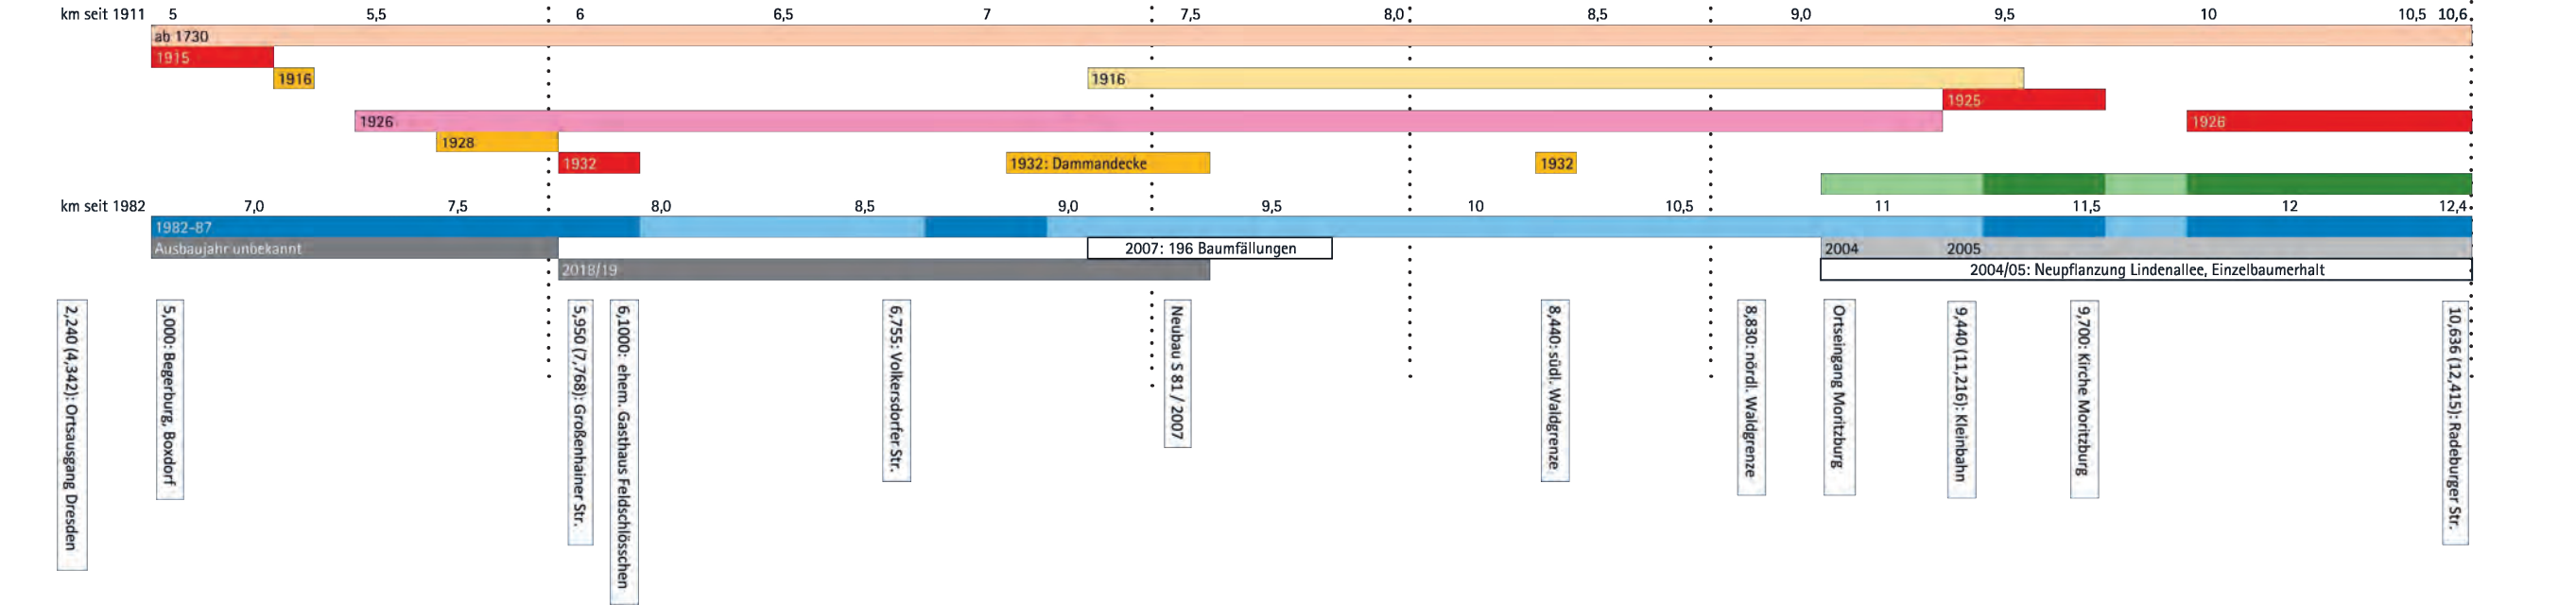 km seit 1911 5 5,5 6 6,5 7 7,5 8,0 8,5 9,0 9,5 10 10,5 10,6
ab 1730
1915
1916 1916
1925
1926 1926
1928
1932 1932: Dammandecke 1932
km seit 1982 7,0 7,5 8,0 8,5 9,0 9,5 10 10,5 11 11,5 12 12,4
1982-87
Ausbaujahr unbekannt 2007: 196 Baumfällungen 2004 2005
2018/19 2004/05: Neupflanzung Lindenallee, Einzelbaumerhalt
2,240 (4,342): Ortsausgang Dresden
5,000: Begerburg, Boxdorf
5,950 (7,768): Großenhainer Str.
6,1000: ehem. Gasthaus Feldschlösschen
6,755: Volkersdorfer Str.
Neubau S 81 / 2007
8,440: südl. Waldgrenze
8,830: nördl. Waldgrenze
Ortseingang Moritzburg
9,440 (11,216): Kleinbahn
9,700: Kirche Moritzburg
10,636 (12,415): Radeburger Str.